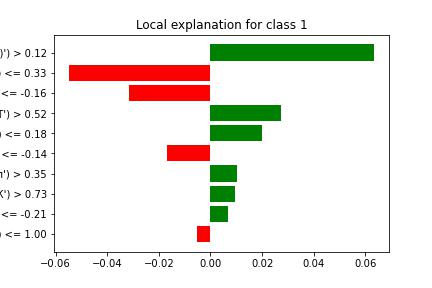 Local explanation for class 1
)') > 0.12
) <= 0.33
<= -0.16
T') > 0.52
) <= 0.18
<= -0.14
п') > 0.35
K') > 0.73
<= -0.21
) <= 1.00
−0.06 −0.04 −0.02 0.00 0.02 0.04 0.06